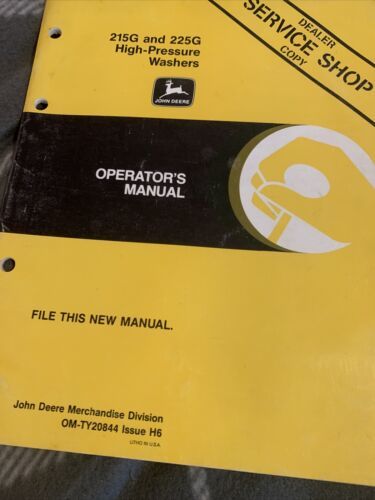 215G and 225G
High-Pressure
Washers
DEALER
SERVICE SHOP
COPY
JOHN DEERE
OPERATOR'S
MANUAL
FILE THIS NEW MANUAL.
John Deere Merchandise Division
OM-TY20844 Issue H6
LITHO IN U.S.A.